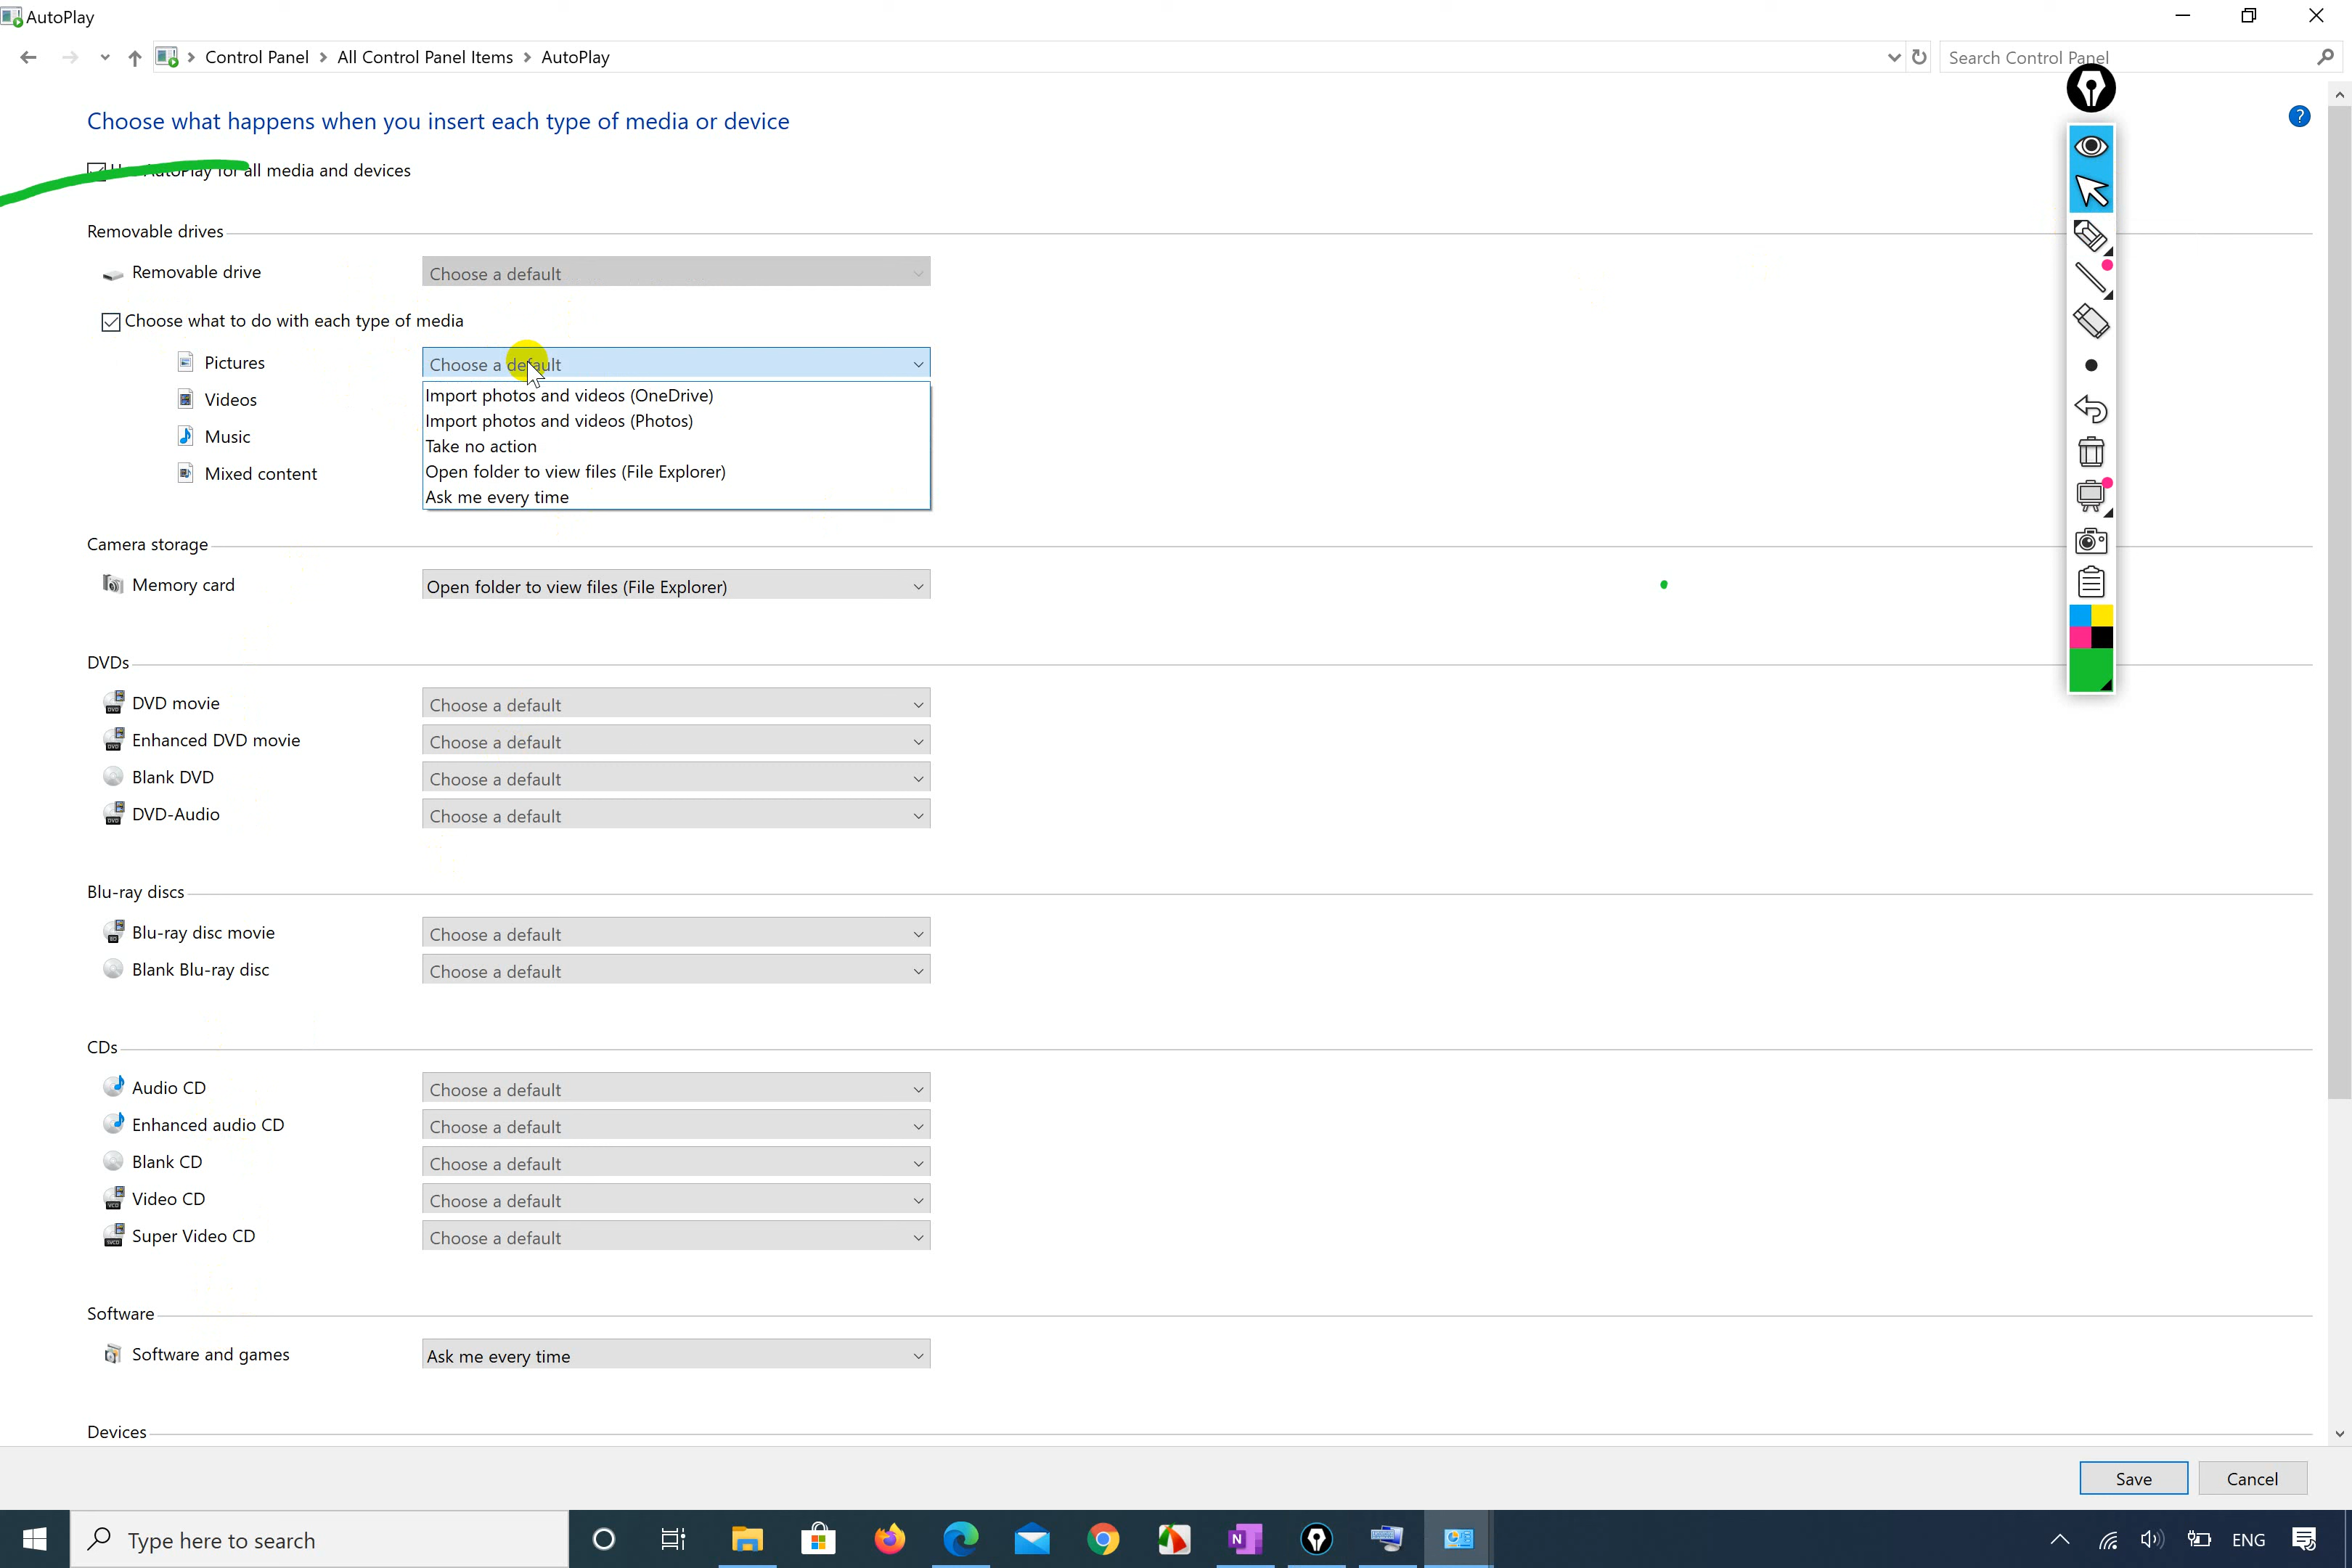 AutoPlay
Control Panel > All Control Panel Items > AutoPlay
Search Control Panel
Choose what happens when you insert each type of media or device
AutoPlay for all media and devices
Removable drives
Removable drive Choose a default
Choose what to do with each type of media
Pictures Choose a default
Import photos and videos (OneDrive)
Videos
Import photos and videos (Photos)
Music
Take no action
Mixed content
Open folder to view files (File Explorer)
Ask me every time
Camera storage
Memory card Open folder to view files (File Explorer)
DVDs
DVD movie Choose a default
Enhanced DVD movie Choose a default
Blank DVD Choose a default
DVD-Audio Choose a default
Blu-ray discs
Blu-ray disc movie Choose a default
Blank Blu-ray disc Choose a default
CDs
Audio CD Choose a default
Enhanced audio CD Choose a default
Blank CD Choose a default
Video CD Choose a default
Super Video CD Choose a default
Software
Software and games Ask me every time
Devices
Save Cancel
Type here to search
ENG